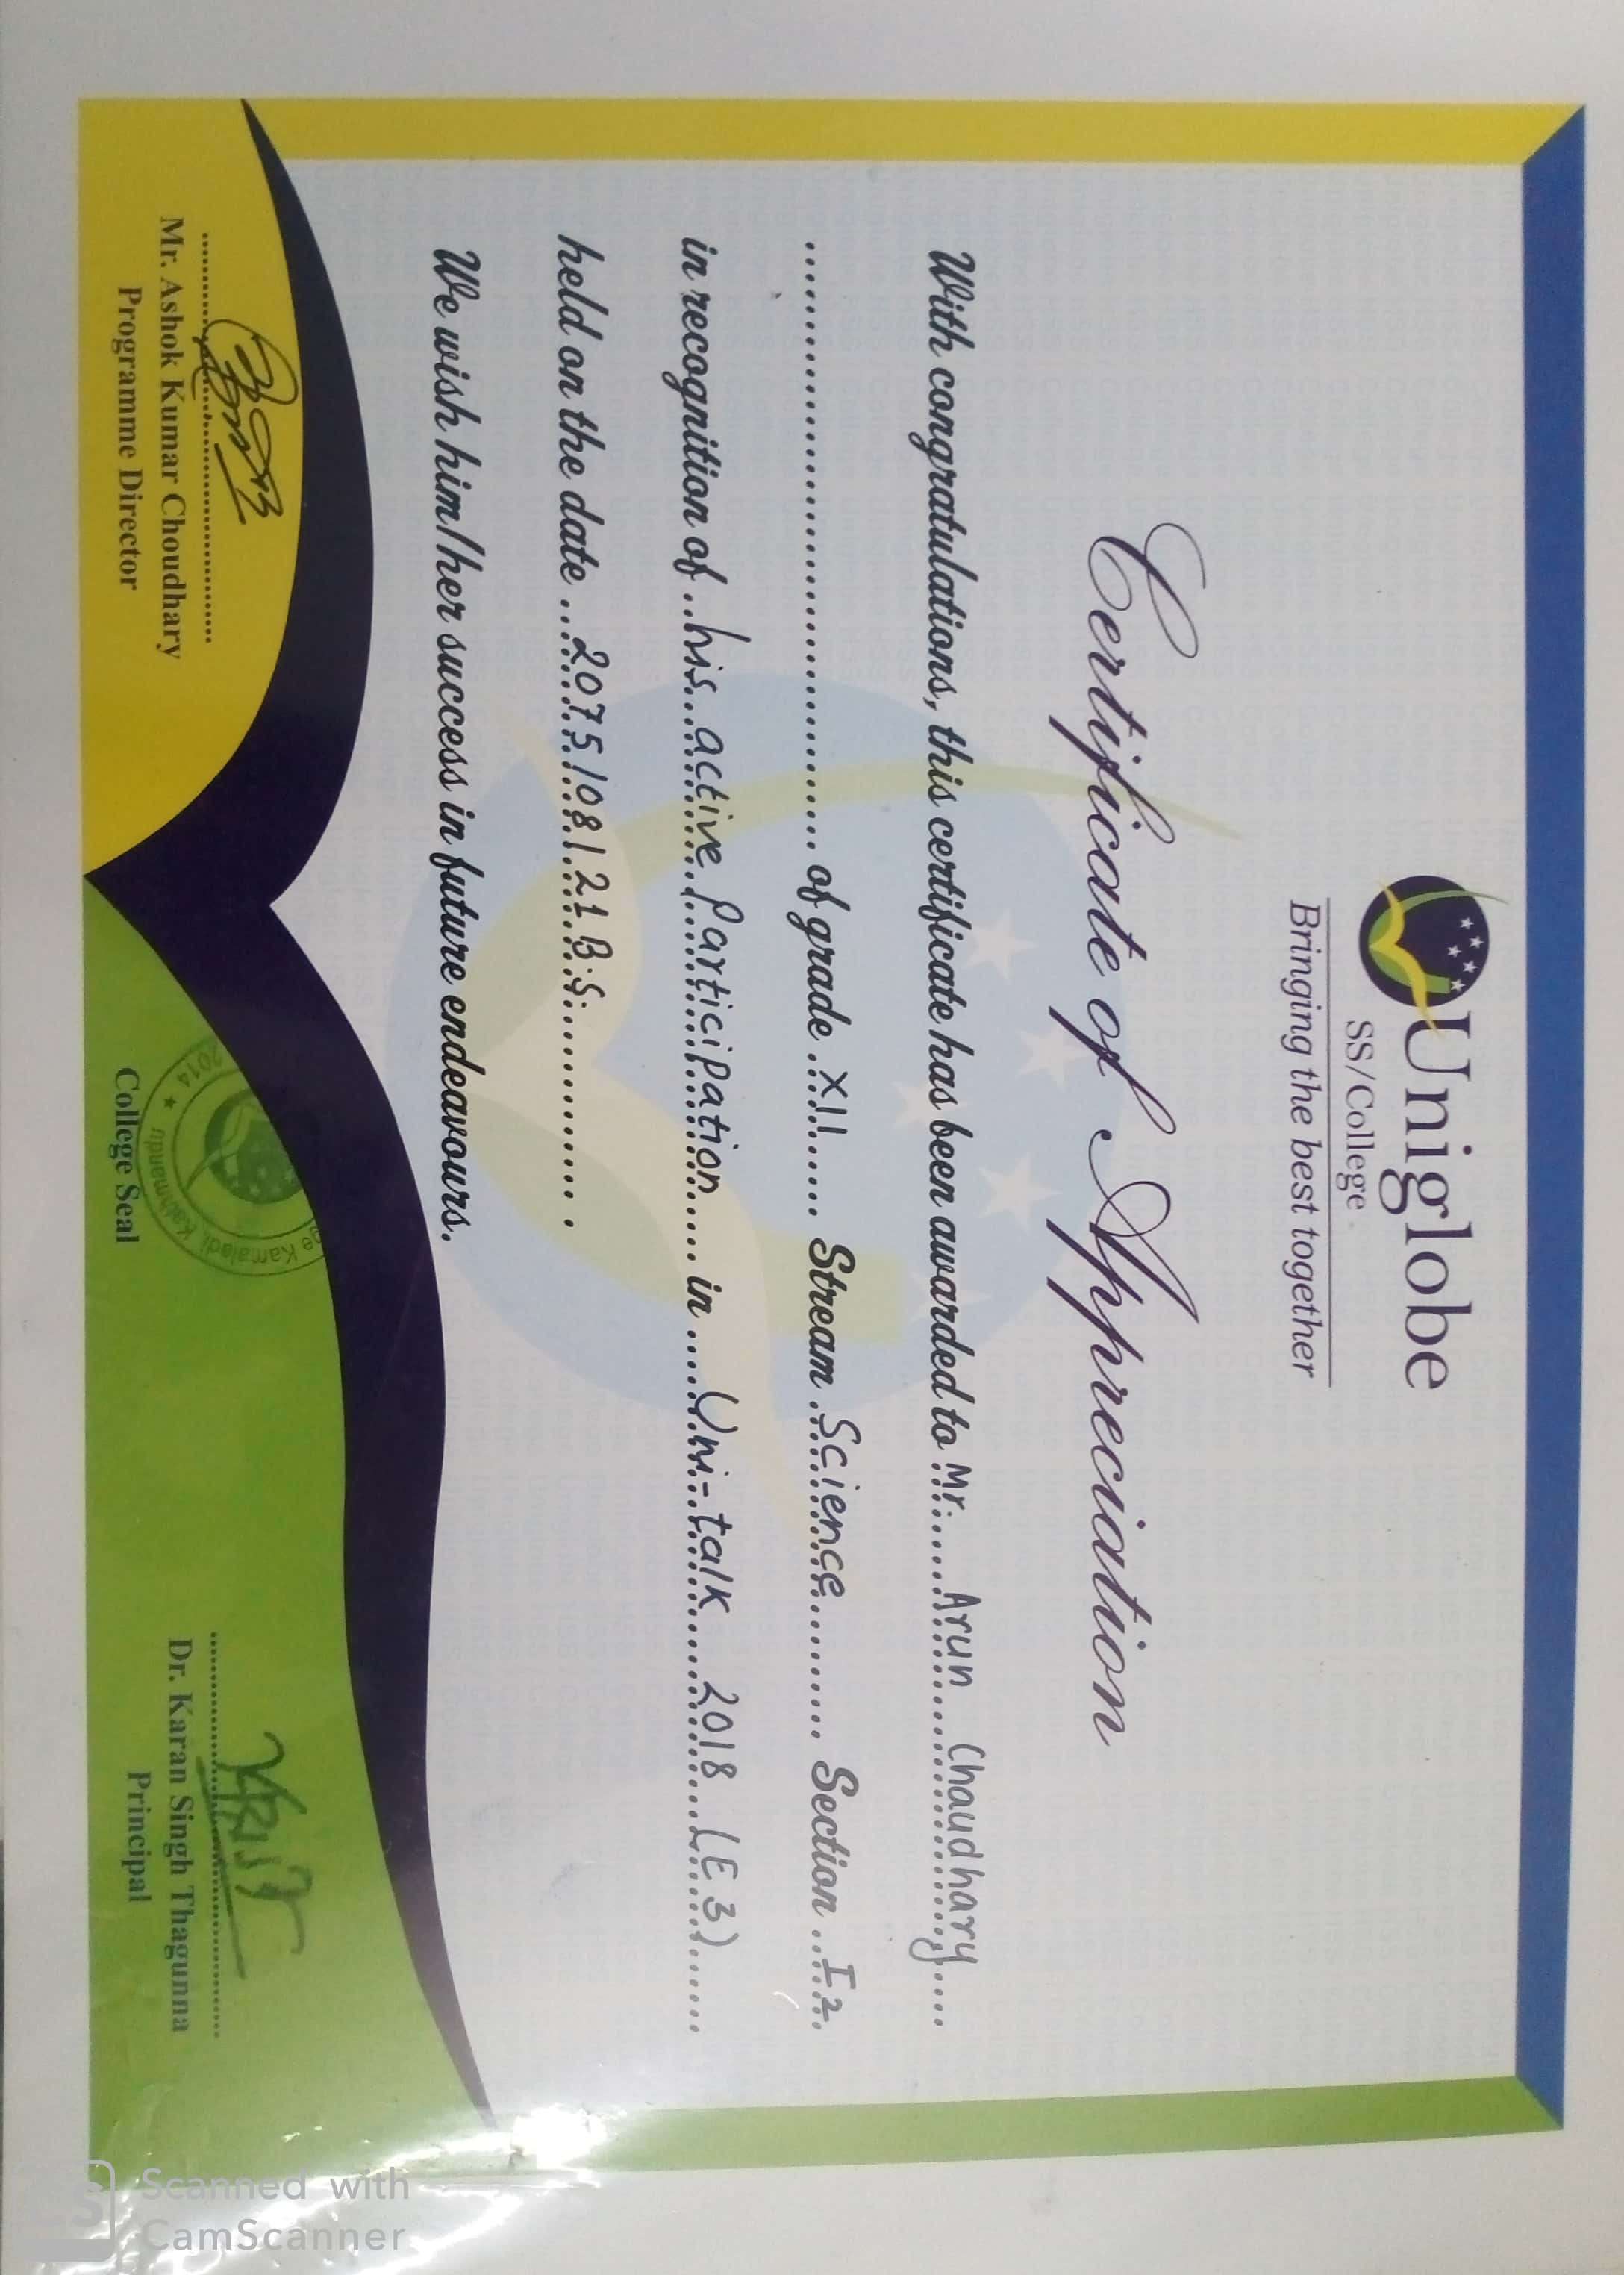 Uniglobe
SS/College
Bringing the best together
Certificate of Appreciation
With congratulations, this certificate has been awarded to Mr. Arun Chaudhary
of grade XII Stream Science Section I2
in recognition of his active Participation in Uni-talk 2018 (E3)
held on the date 2075/08/21 B.S.
We wish him/her success in future endeavours.
Mr. Ashok Kumar Choudhary
Programme Director
Kamaladi, Kathmandu
2014
College Seal
Dr. Karan Singh Thagunna
Principal
Scanned with
CamScanner